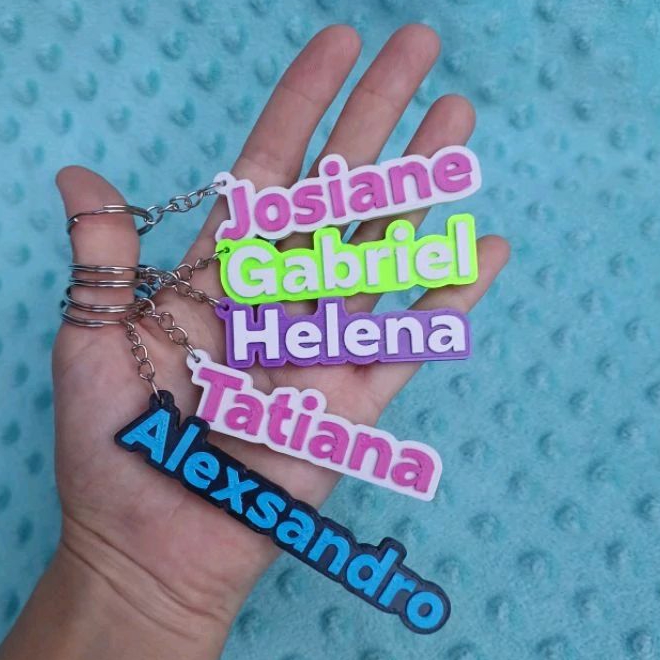 Josiane
Gabriel
Helena
Tatiana
Alexsandro